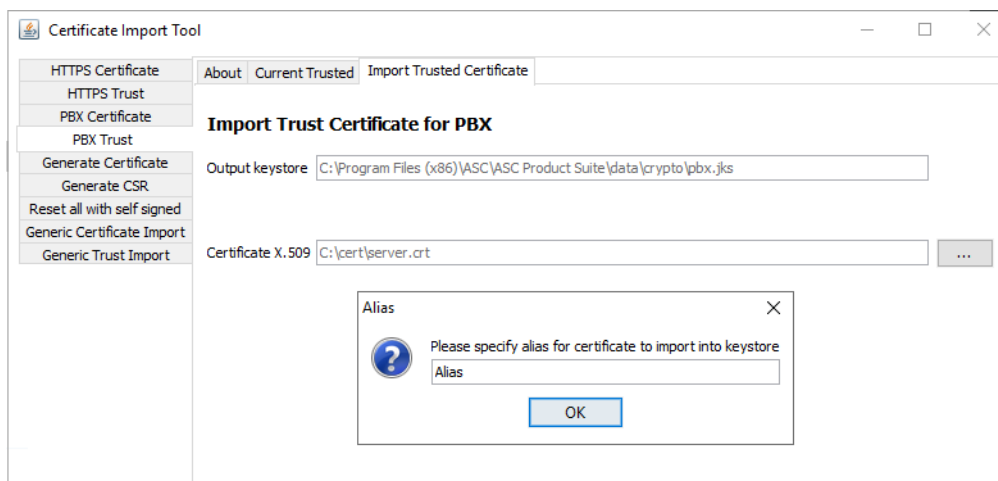 Certificate Import Tool
HTTPS Certificate
HTTPS Trust
PBX Certificate
PBX Trust
Generate Certificate
Generate CSR
Reset all with self signed
Generic Certificate Import
Generic Trust Import
About Current Trusted Import Trusted Certificate
Import Trust Certificate for PBX
Output keystore C:\Program Files (x86)\ASC\ASC Product Suite\data\crypto\pbx.jks
Certificate X.509 C:\cert\server.crt ...
Alias
Please specify alias for certificate to import into keystore
Alias
OK